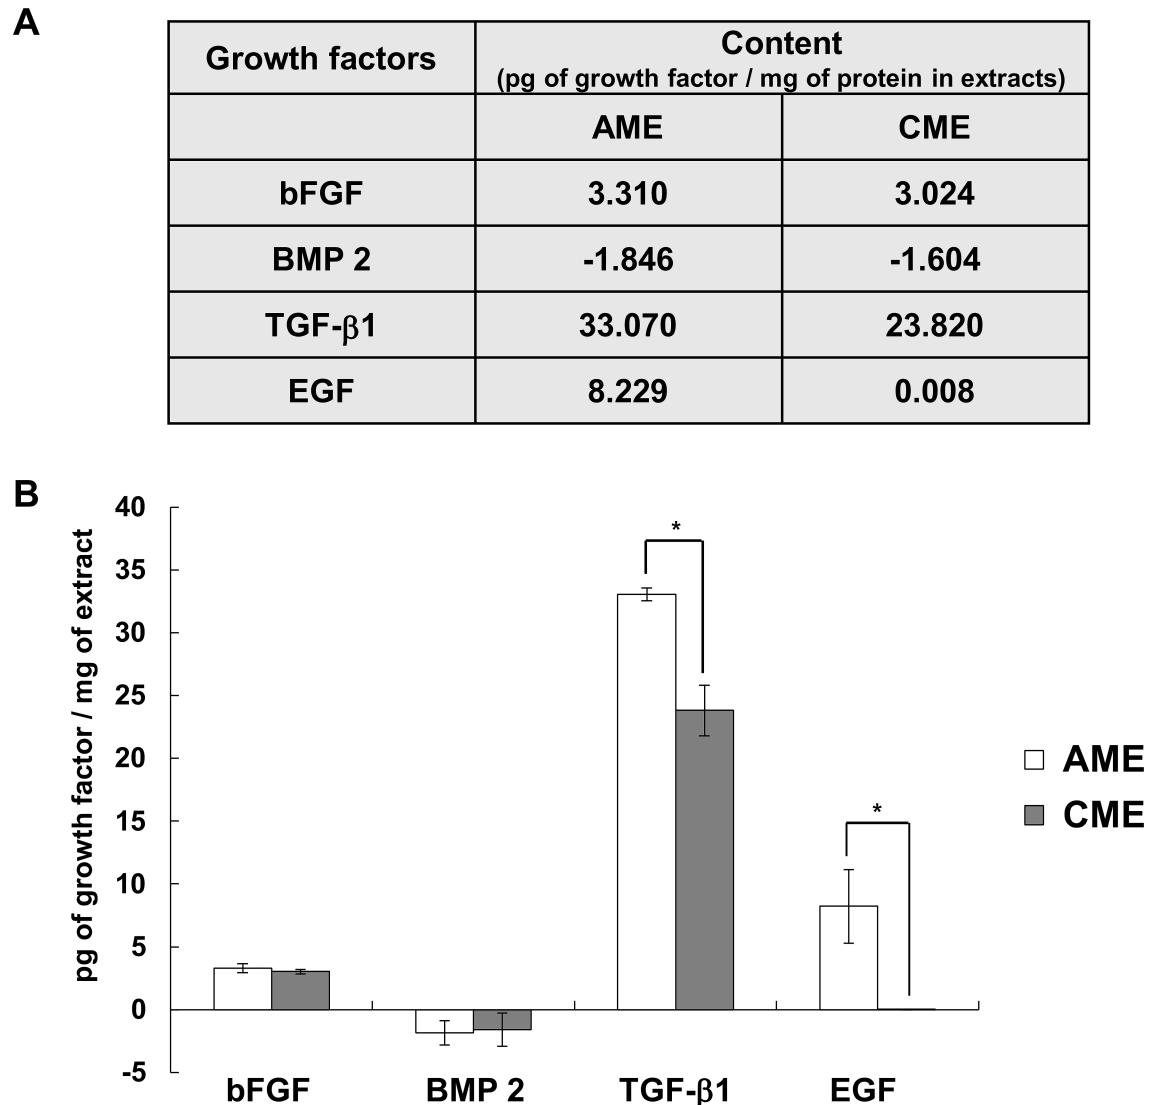 A
Growth factors
Content
(pg of growth factor / mg of protein in extracts)
AME CME
bFGF 3.310 3.024
BMP 2 -1.846 -1.604
TGF-β1 33.070 23.820
EGF 8.229 0.008
B
pg of growth factor / mg of extract
40
35
30
25
20
15
10
5
0
-5
*
*
AME
CME
bFGF BMP 2 TGF-β1 EGF